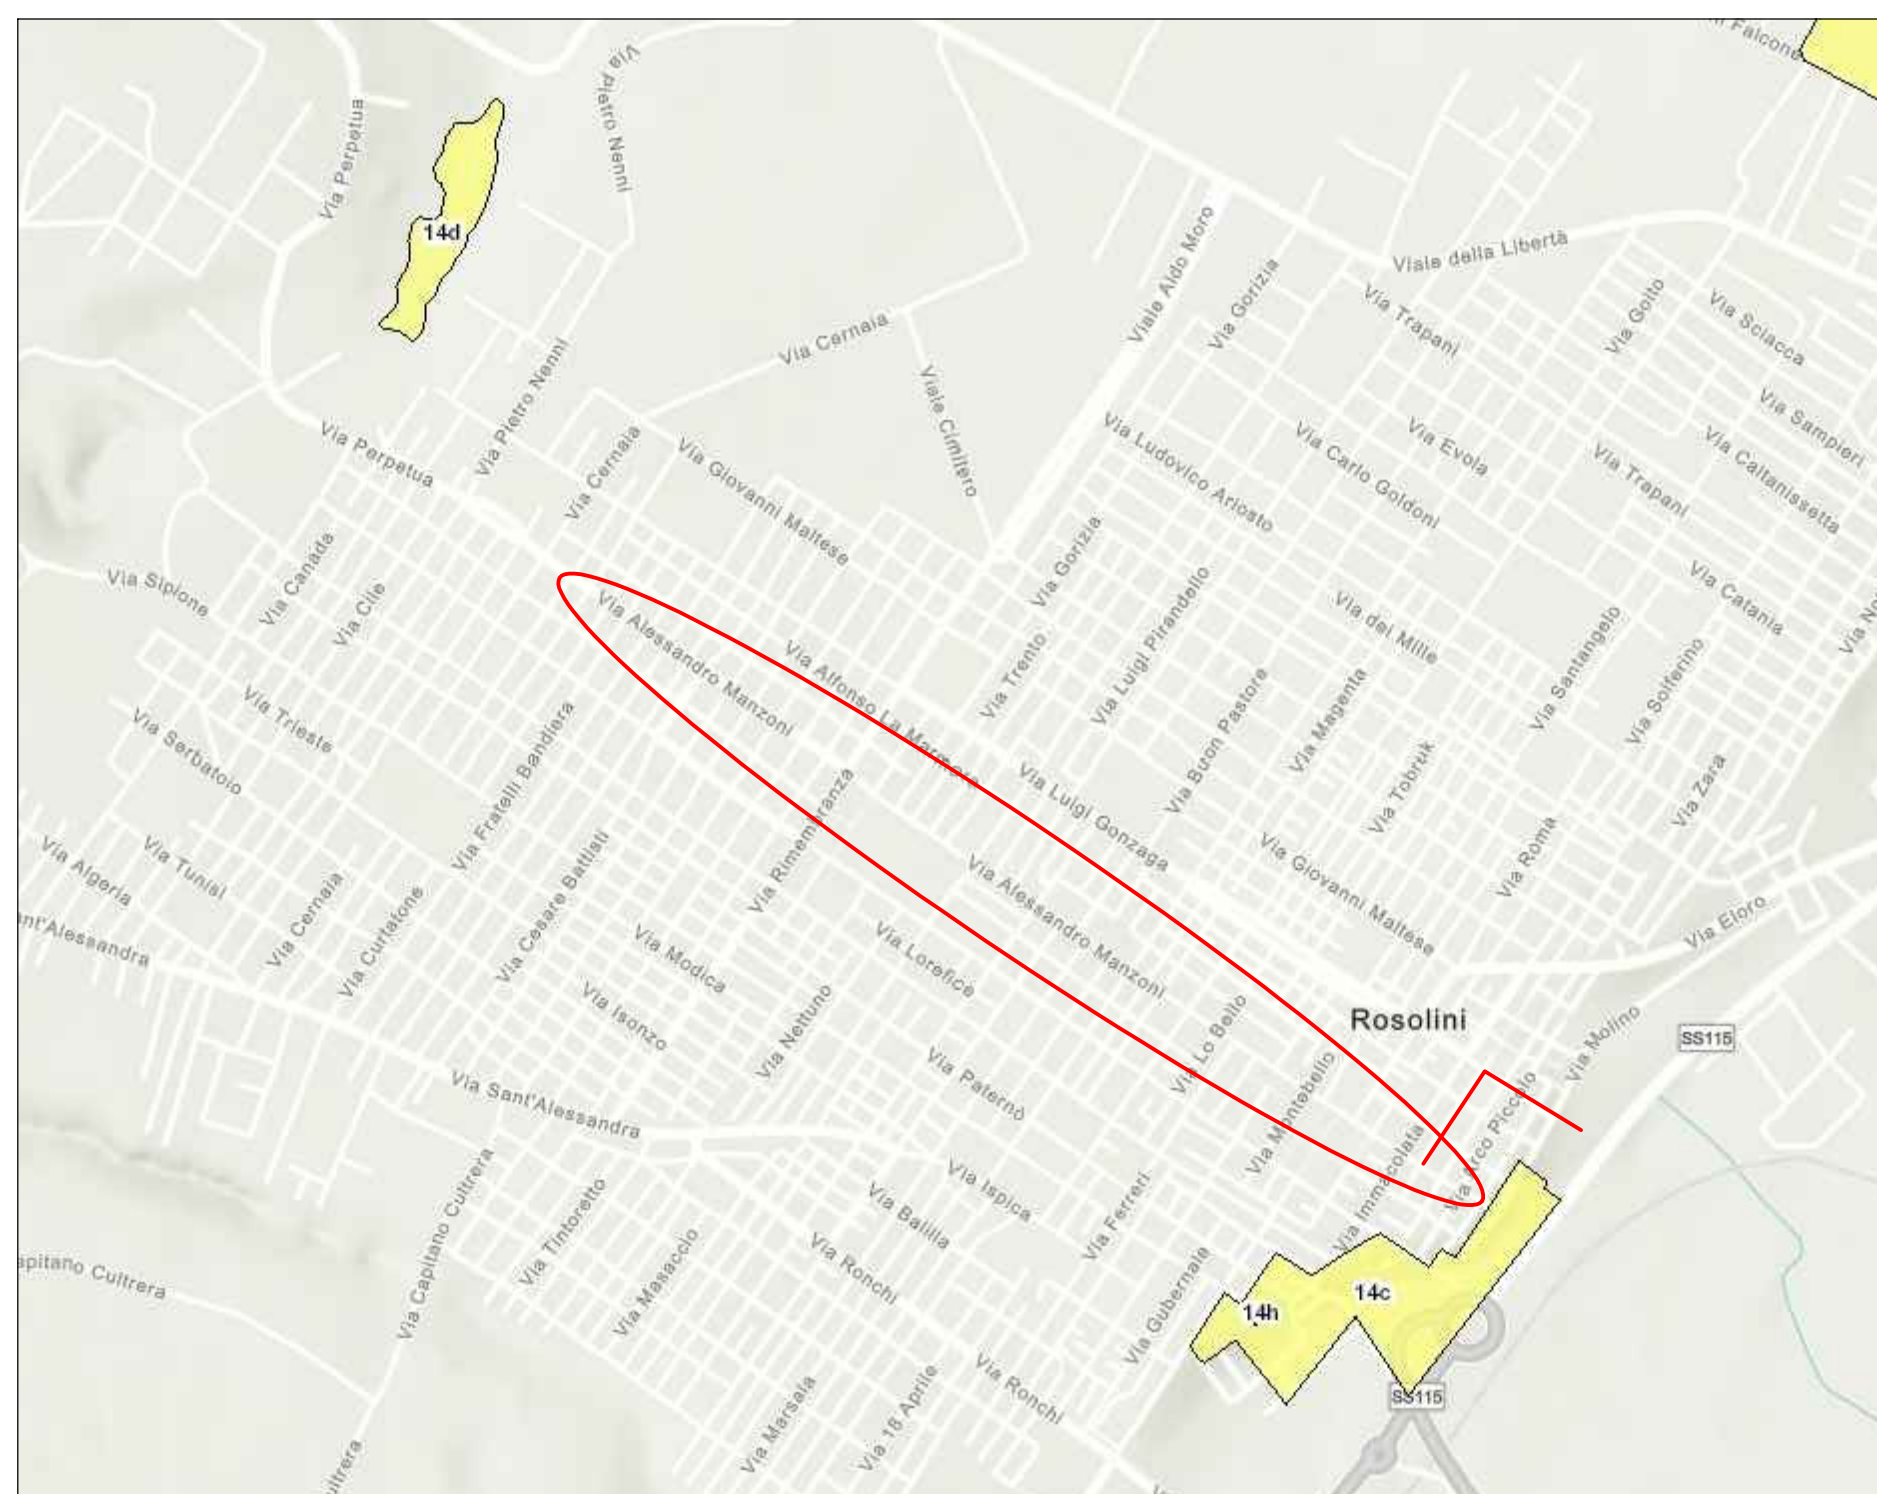 Via Perpetua
Via Pietro Nenni
Falcone
14d
Viale Aldo Moro
Viale della Libertà
Via Gorizia
Via Trapani
Via Goito
Via Sciacca
Via Cernaia
Via Pietro Nenni
Viale Cimitero
Via Sampieri
Via Perpetua
Via Cernaia
Via Giovanni Maltese
Via Ludovico Ariosto
Via Carlo Goldoni
Via Evola
Via Trapani
Via Caltanissetta
Via Canada
Via Cile
Via Sipione
Via Gorizia
Via Luigi Pirandello
Via dei Mille
Via Catania
Via Alessandro Manzoni
Via Alfonso La Marmora
Via Trento
Via Buon Pastore
Via Magenta
Via Santangelo
Via Solferino
Via Trieste
Via Serbatoio
Via Fratelli Bandiera
Via Rimembranza
Via Luigi Gonzaga
Via Tobruk
Via Zara
Via Algeria
Via Tunisi
Via Cernaia
Via Curtatone
Via Cesare Battisti
Via Alessandro Manzoni
Via Giovanni Maltese
Via Roma
Via Eloro
ant'Alessandra
Via Modica
Via Lorefice
Via Isonzo
Via Nettuno
Via Lo Bello
Rosolini
Via Molino
SS115
Via Sant'Alessandra
Via Paternò
Via Montebello
Via Immacolata
Via Arco Piccolo
Via Capitano Cultrera
Via Tintoretto
Via Masaccio
Via Balilla
Via Ispica
Via Ferreri
apitano Cultrera
Via Ronchi
Via Gubernale
14h
14c
Via Ronchi
SS115
Via Marsala
Via 18 Aprile
ultrera